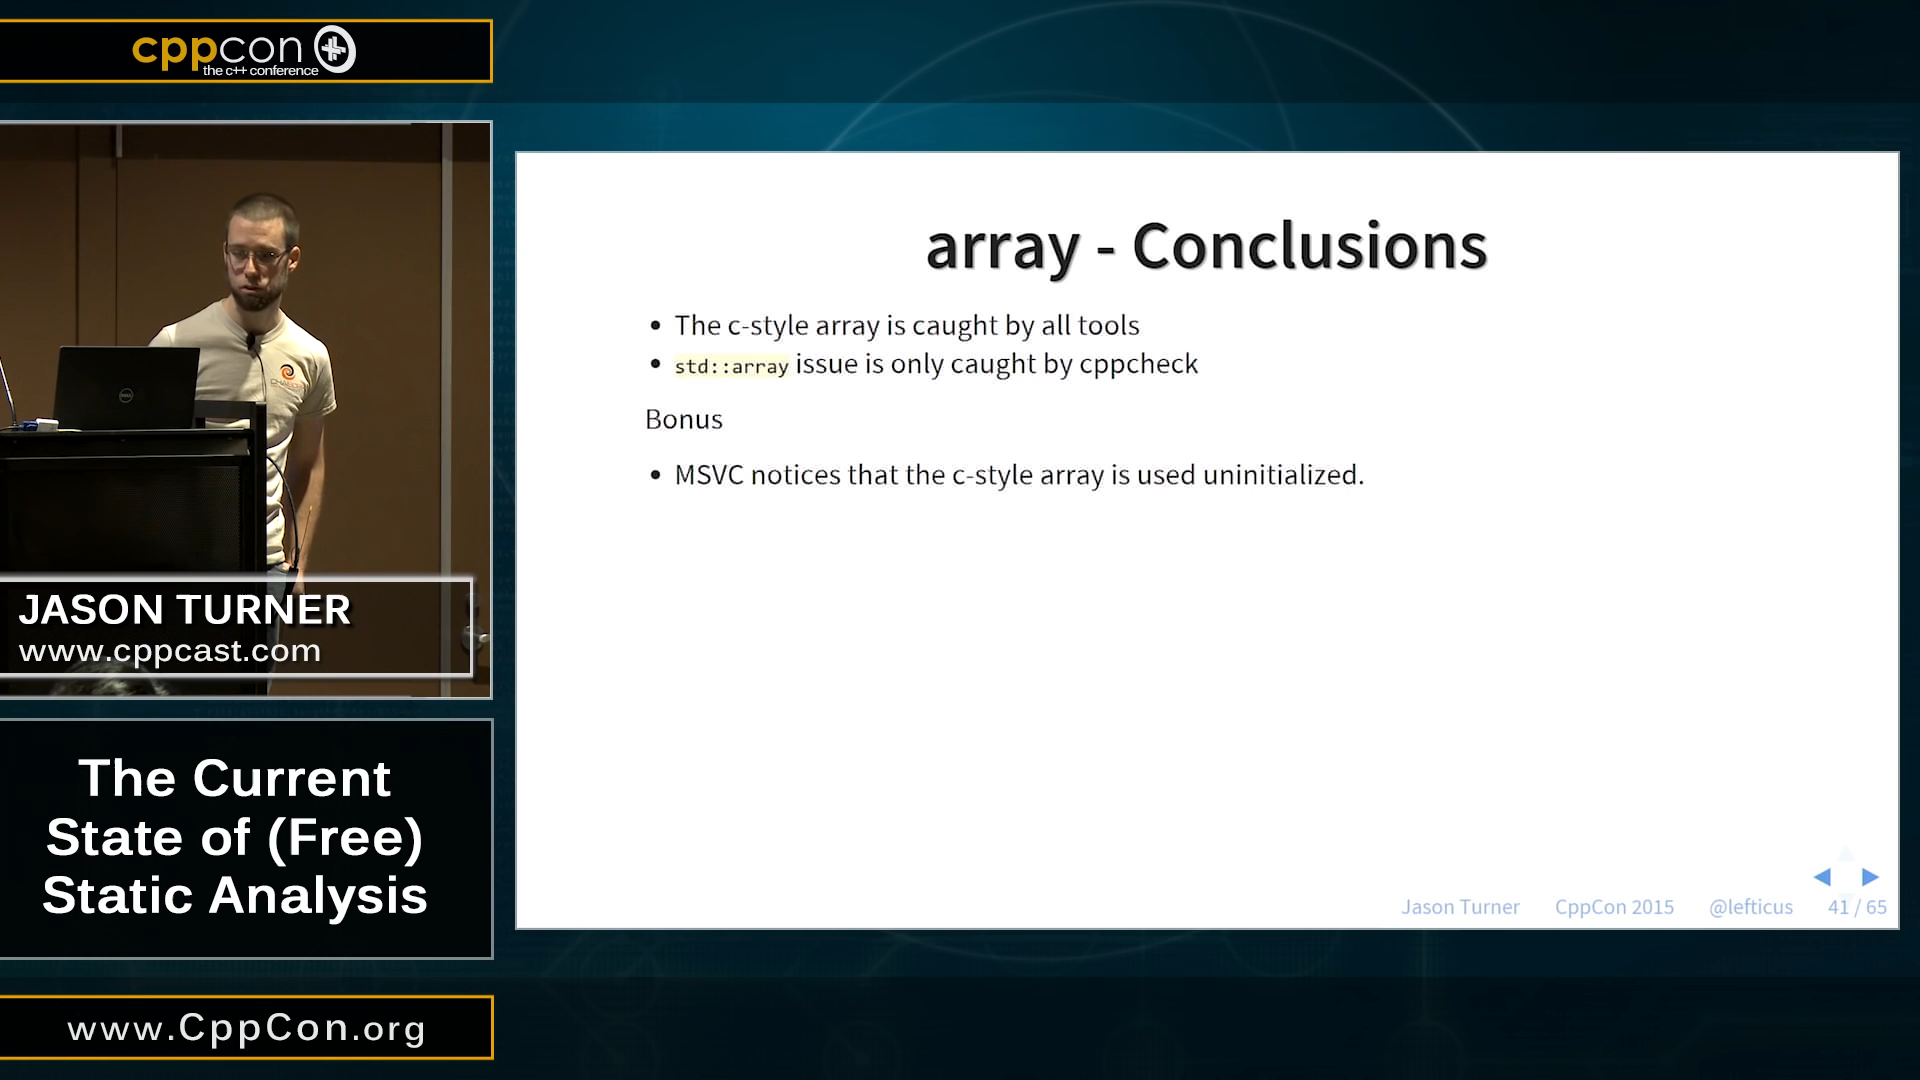 cppcon
the c++ conference
array - Conclusions
• The c-style array is caught by all tools
• std::array issue is only caught by cppcheck
Bonus
• MSVC notices that the c-style array is used uninitialized.
JASON TURNER
www.cppcast.com
The Current
State of (Free)
Static Analysis
Jason Turner CppCon 2015 @lefticus 41 / 65
www.CppCon.org